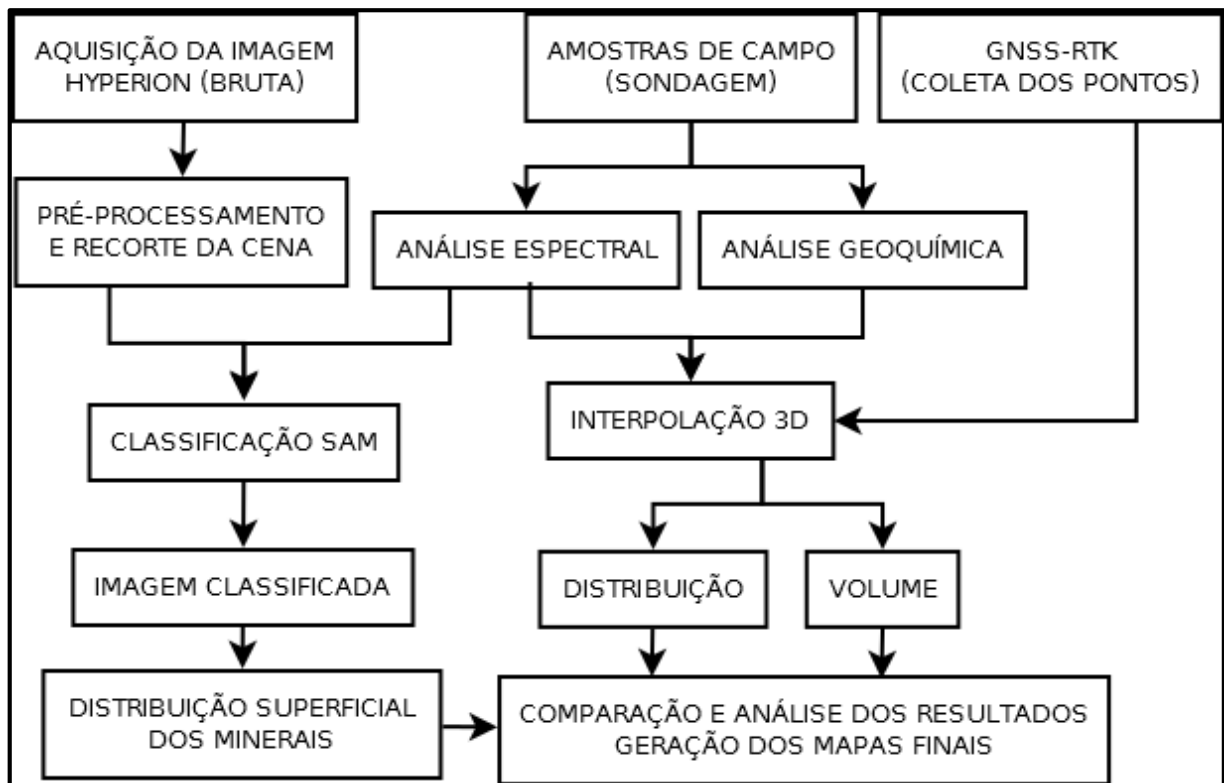 AQUISIÇÃO DA IMAGEM
HYPERION (BRUTA)
AMOSTRAS DE CAMPO
(SONDAGEM)
GNSS-RTK
(COLETA DOS PONTOS)
PRÉ-PROCESSAMENTO
E RECORTE DA CENA
ANÁLISE ESPECTRAL
ANÁLISE GEOQUÍMICA
CLASSIFICAÇÃO SAM
INTERPOLAÇÃO 3D
IMAGEM CLASSIFICADA
DISTRIBUIÇÃO
VOLUME
DISTRIBUIÇÃO SUPERFICIAL
DOS MINERAIS
COMPARAÇÃO E ANÁLISE DOS RESULTADOS
GERAÇÃO DOS MAPAS FINAIS